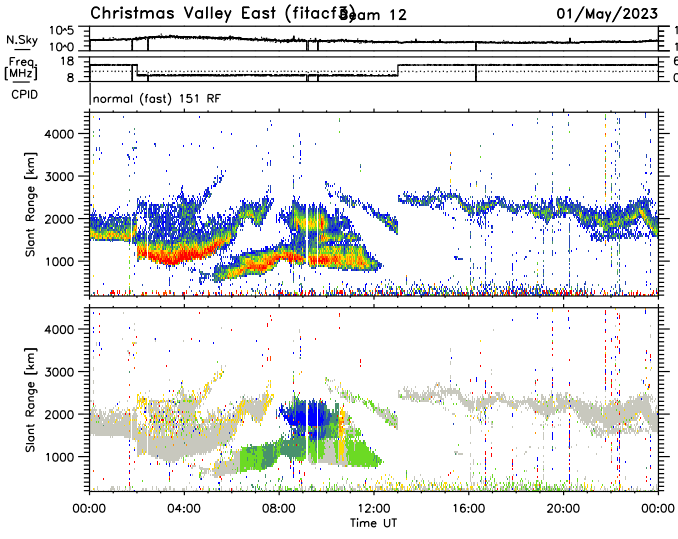 Christmas Valley East (fitacf3) Beam 12 01/May/2023
N.Sky 10^5 10^0 1 1
Freq. [MHz] 18 8 6 0
CPID normal (fast) 151 RF
Slant Range [km] 4000 3000 2000 1000
Slant Range [km] 4000 3000 2000 1000
00:00 04:00 08:00 12:00 16:00 20:00 00:00
Time UT